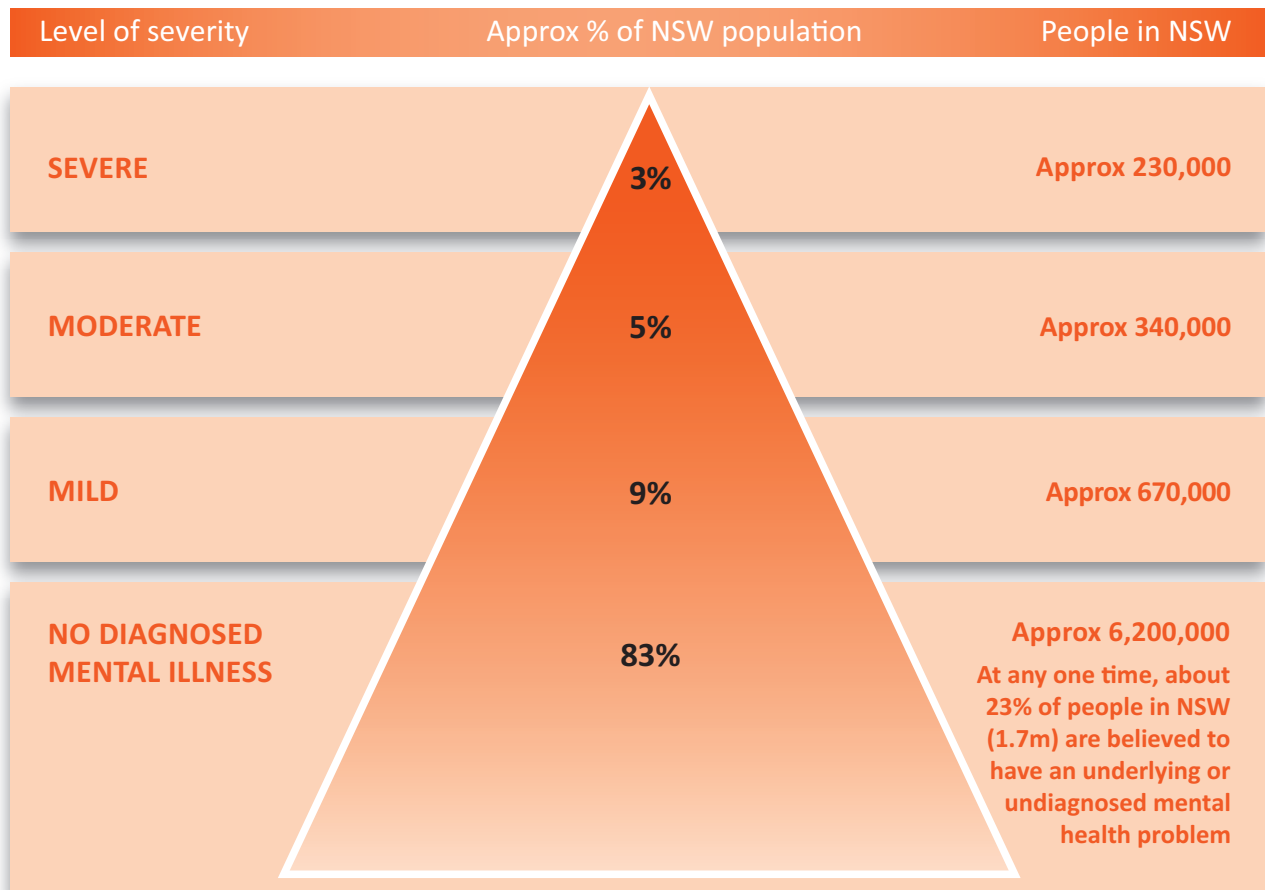 Level of severity
Approx % of NSW population
People in NSW
SEVERE
3%
Approx 230,000
MODERATE
5%
Approx 340,000
MILD
9%
Approx 670,000
NO DIAGNOSED
MENTAL ILLNESS
83%
Approx 6,200,000
At any one time, about
23% of people in NSW
(1.7m) are believed to
have an underlying or
undiagnosed mental
health problem